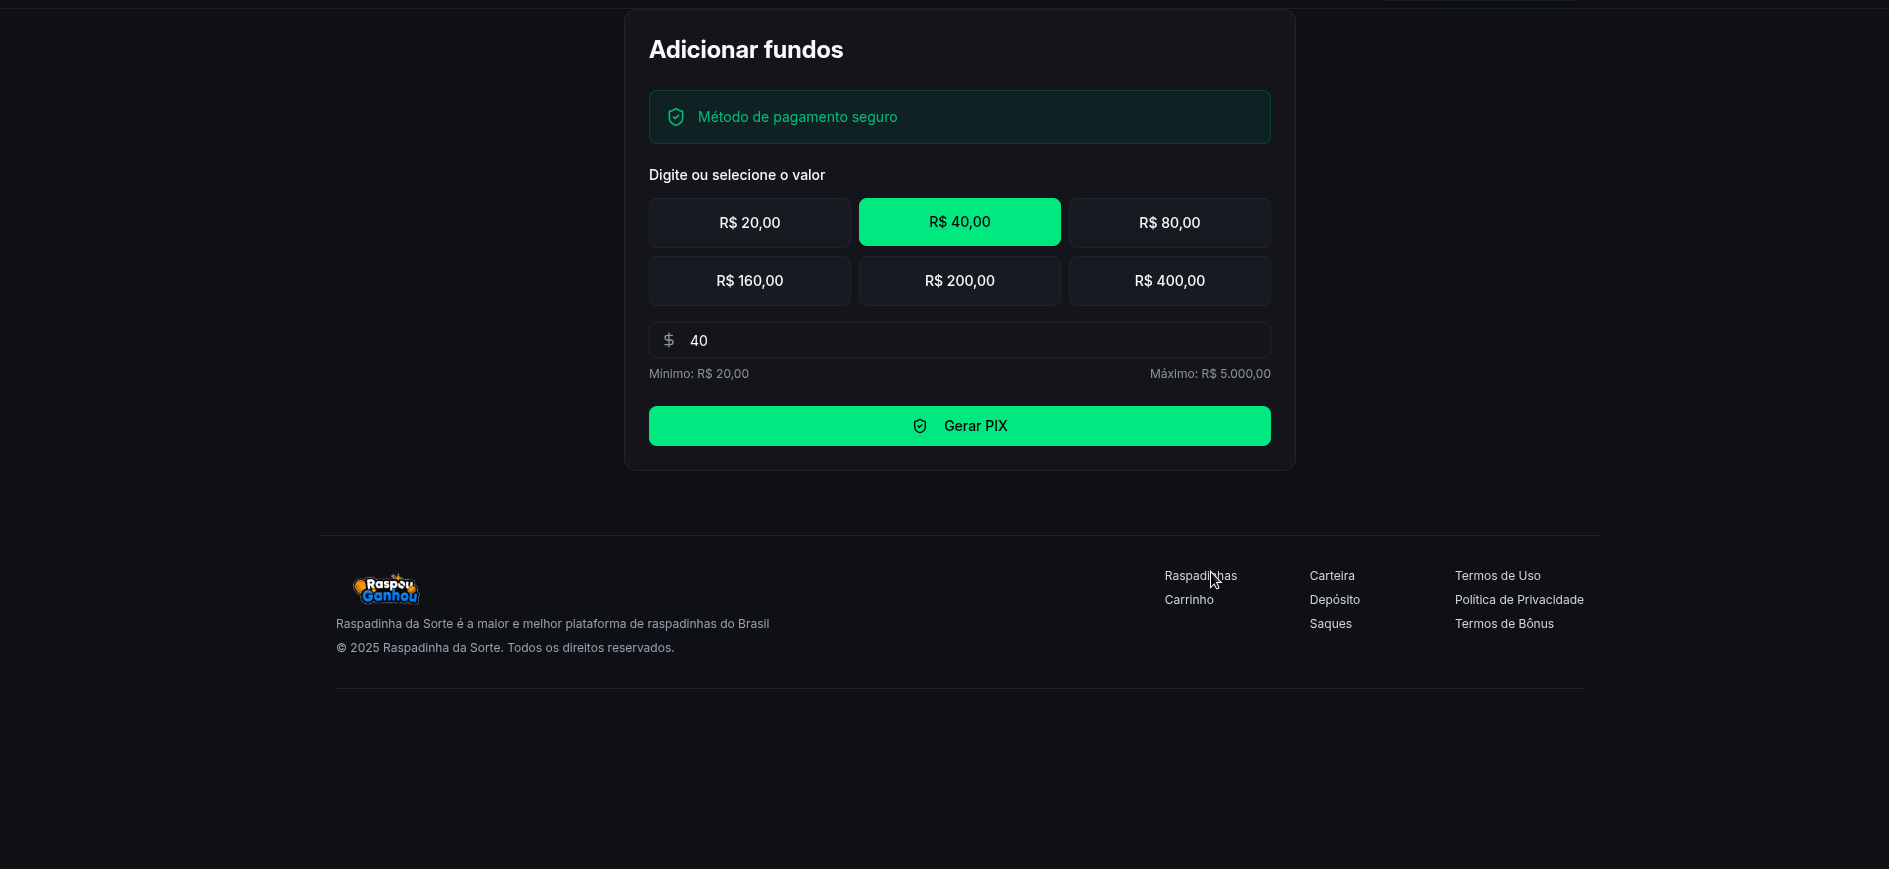 Adicionar fundos
Método de pagamento seguro
Digite ou selecione o valor
R$ 20,00
R$ 40,00
R$ 80,00
R$ 160,00
R$ 200,00
R$ 400,00
40
Mínimo: R$ 20,00
Máximo: R$ 5.000,00
Gerar PIX
Raspou
Ganhou
Raspadinha da Sorte é a maior e melhor plataforma de raspadinhas do Brasil
© 2025 Raspadinha da Sorte. Todos os direitos reservados.
Raspadinhas
Carrinho
Carteira
Depósito
Saques
Termos de Uso
Política de Privacidade
Termos de Bônus